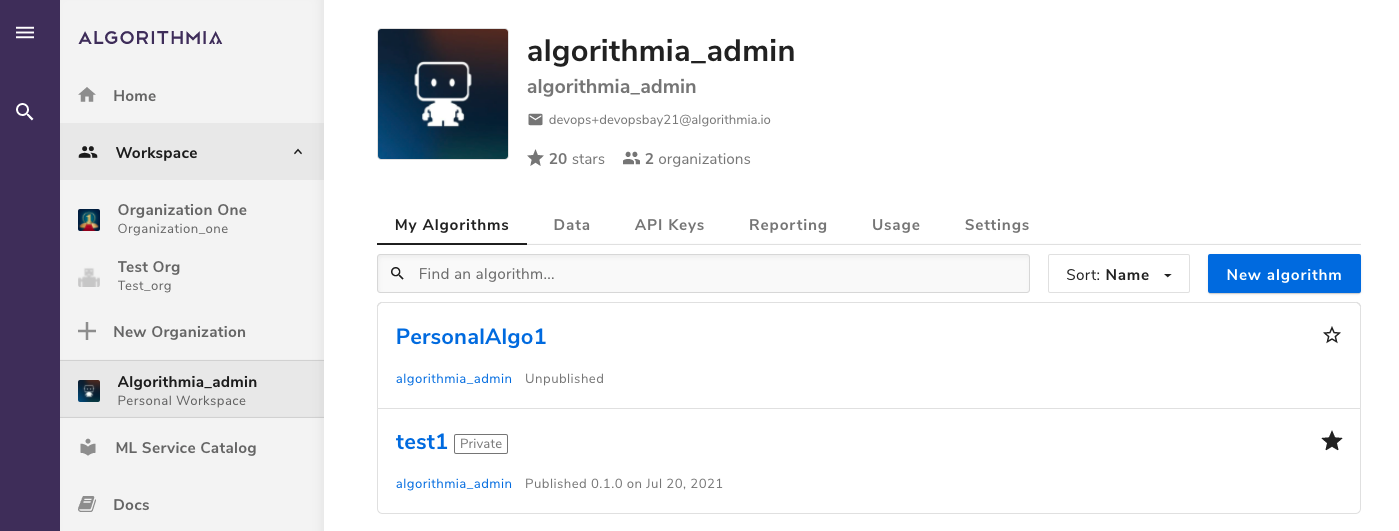 ALGORITHMIA
Home
Workspace
Organization One
Organization_one
Test Org
Test_org
New Organization
Algorithmia_admin
Personal Workspace
ML Service Catalog
Docs
algorithmia_admin
algorithmia_admin
devops+devopsbay21@algorithmia.io
20 stars 2 organizations
My Algorithms Data API Keys Reporting Usage Settings
Find an algorithm... Sort: Name New algorithm
PersonalAlgo1
algorithmia_admin Unpublished
test1 Private
algorithmia_admin Published 0.1.0 on Jul 20, 2021